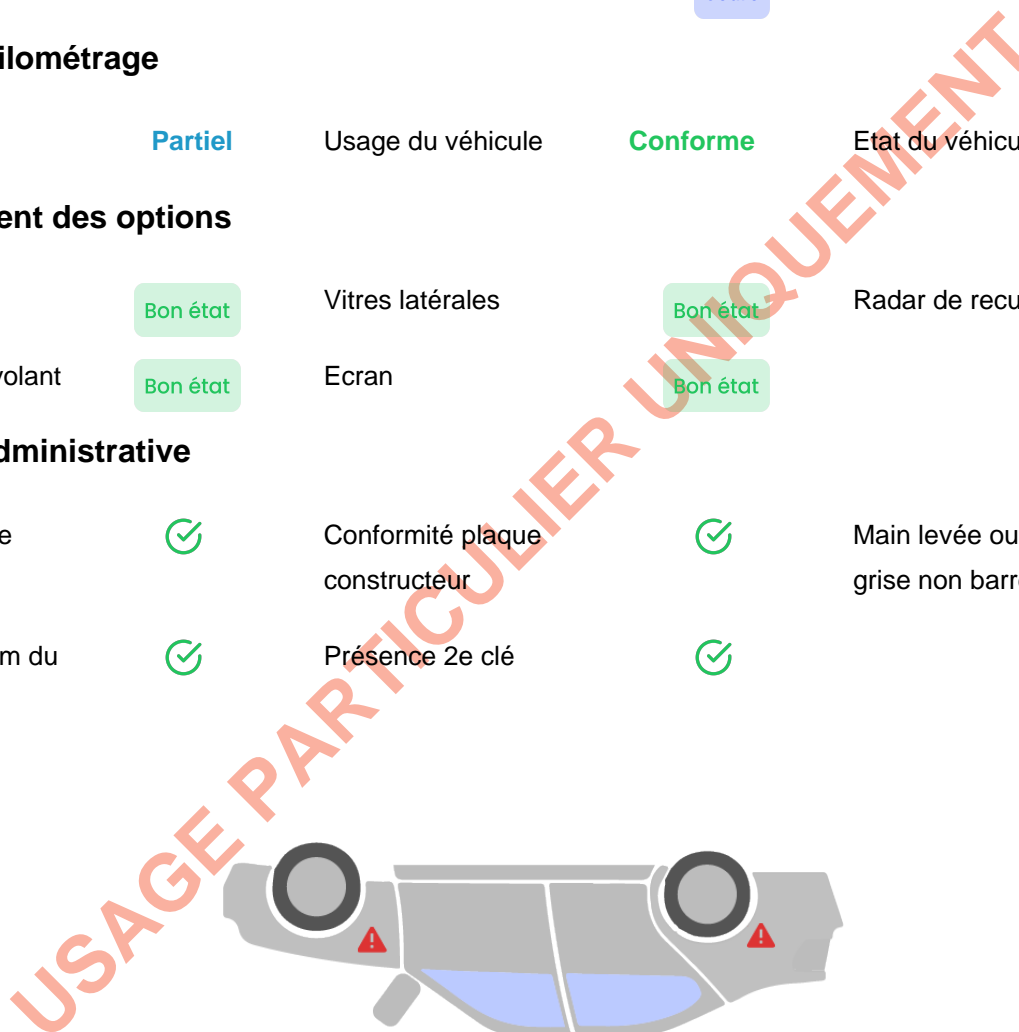 ilométrage
Partiel Usage du véhicule Conforme Etat du véhicu
ent des options
Bon état Vitres latérales Bon état Radar de recu
volant Bon état Ecran Bon état
dministrative
e Conformité plaque Main levée ou
constructeur grise non barr
m du Présence 2e clé
USAGE PARTICULIER UNIQUEMENT